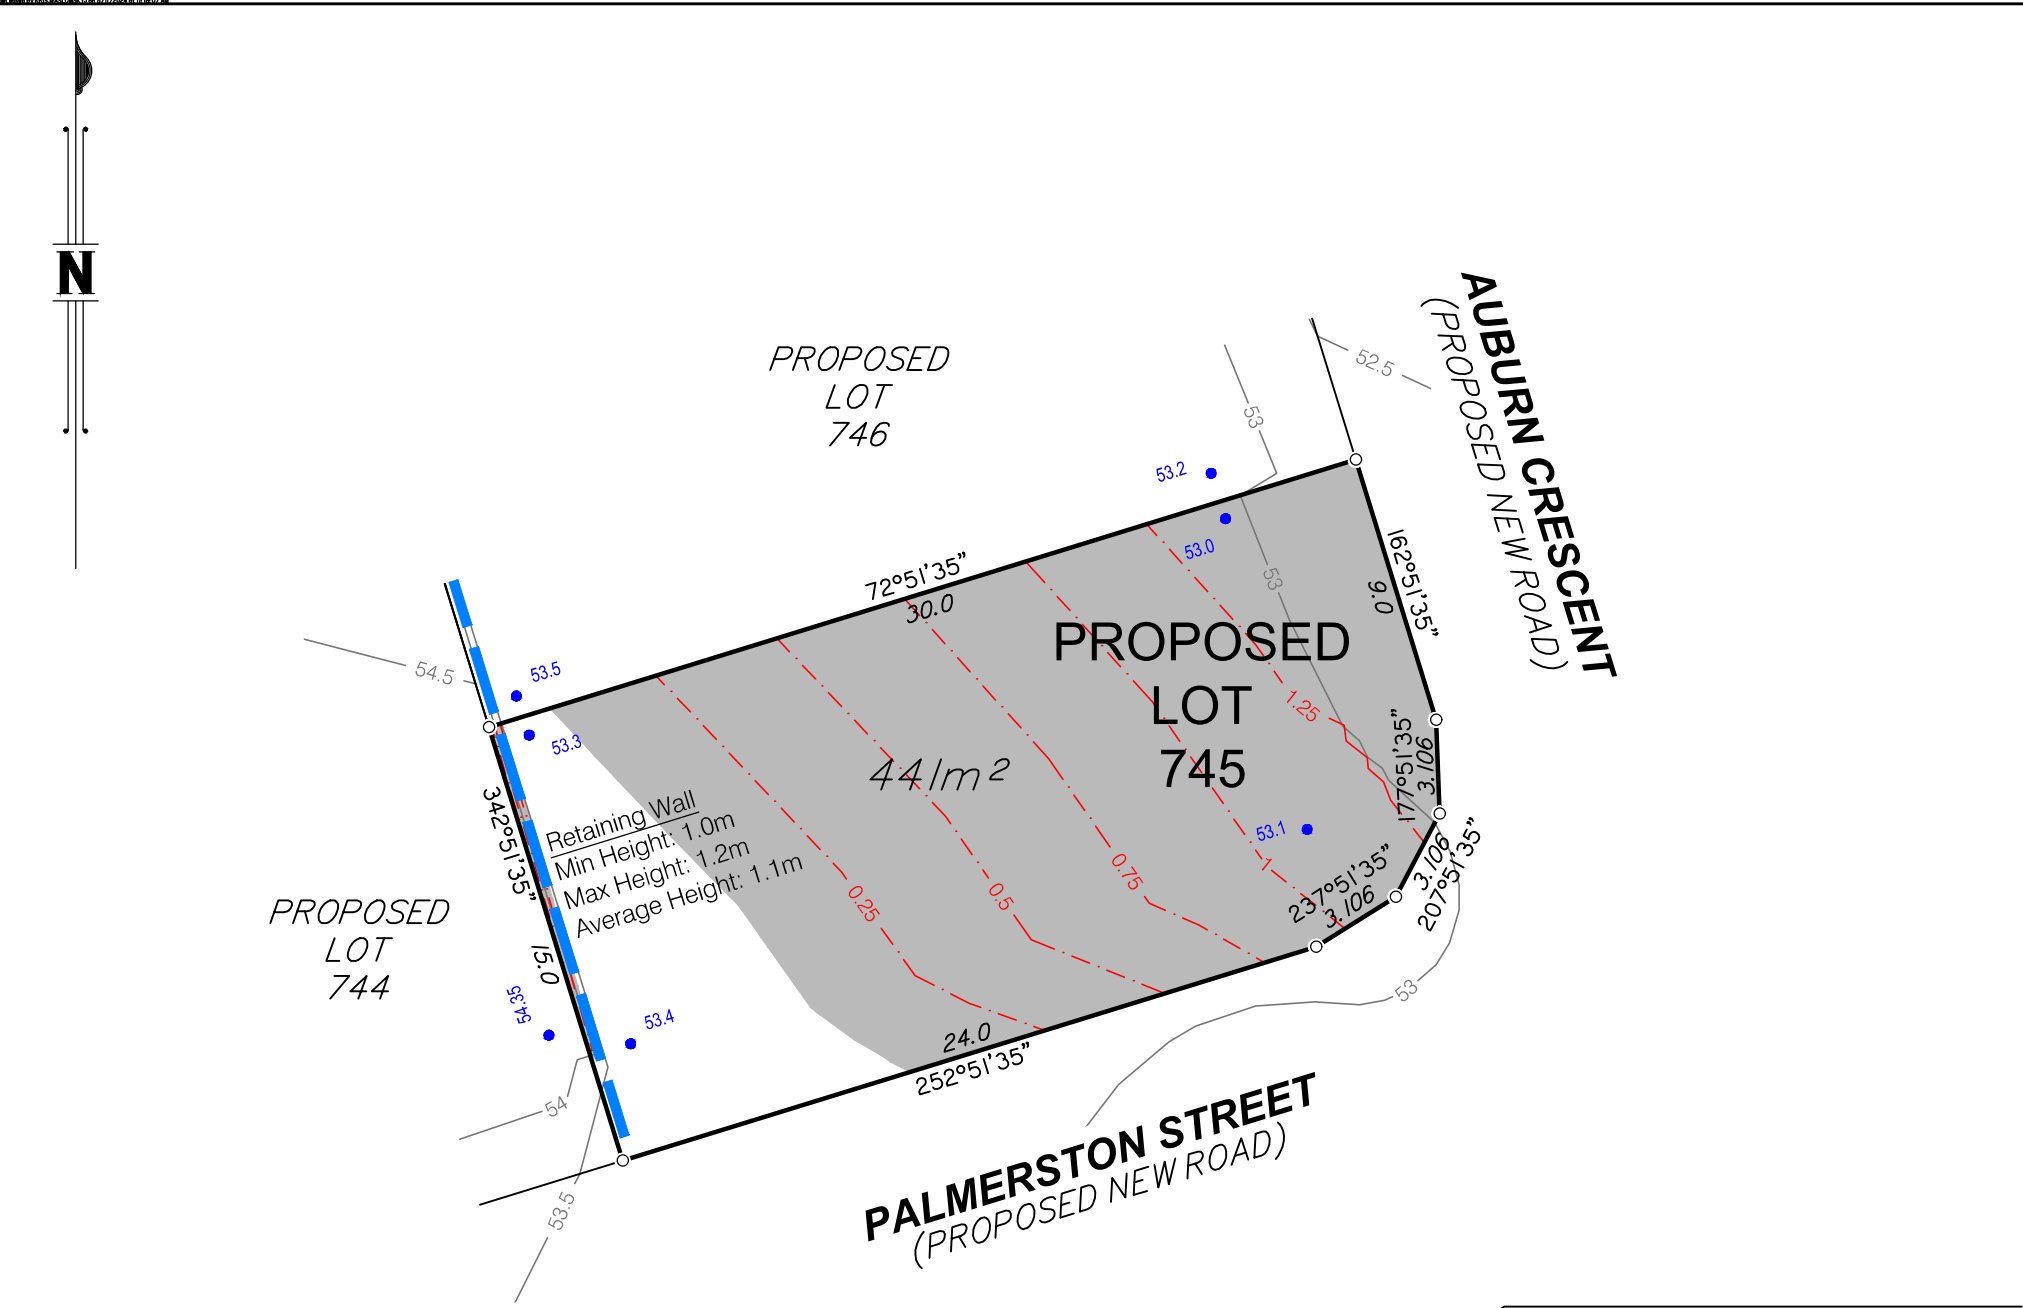 N
PROPOSED
LOT
746
AUBURN CRESCENT
(PROPOSED NEW ROAD)
52.5
53
53.2
53.0
53
72°51'35"
30.0
162°51'35"
9.0
54.5
53.5
53.3
PROPOSED
LOT
745
441m²
1.25
177°51'35"
3.106
342°51'35"
15.0
Retaining Wall
Min Height: 1.0m
Max Height: 1.2m
Average Height: 1.1m
0.25
0.5
0.75
1
53.1
237°51'35"
3.106
3.106
207°51'35"
PROPOSED
LOT
744
54.35
53.4
24.0
252°51'35"
53
54
53.5
PALMERSTON STREET
(PROPOSED NEW ROAD)